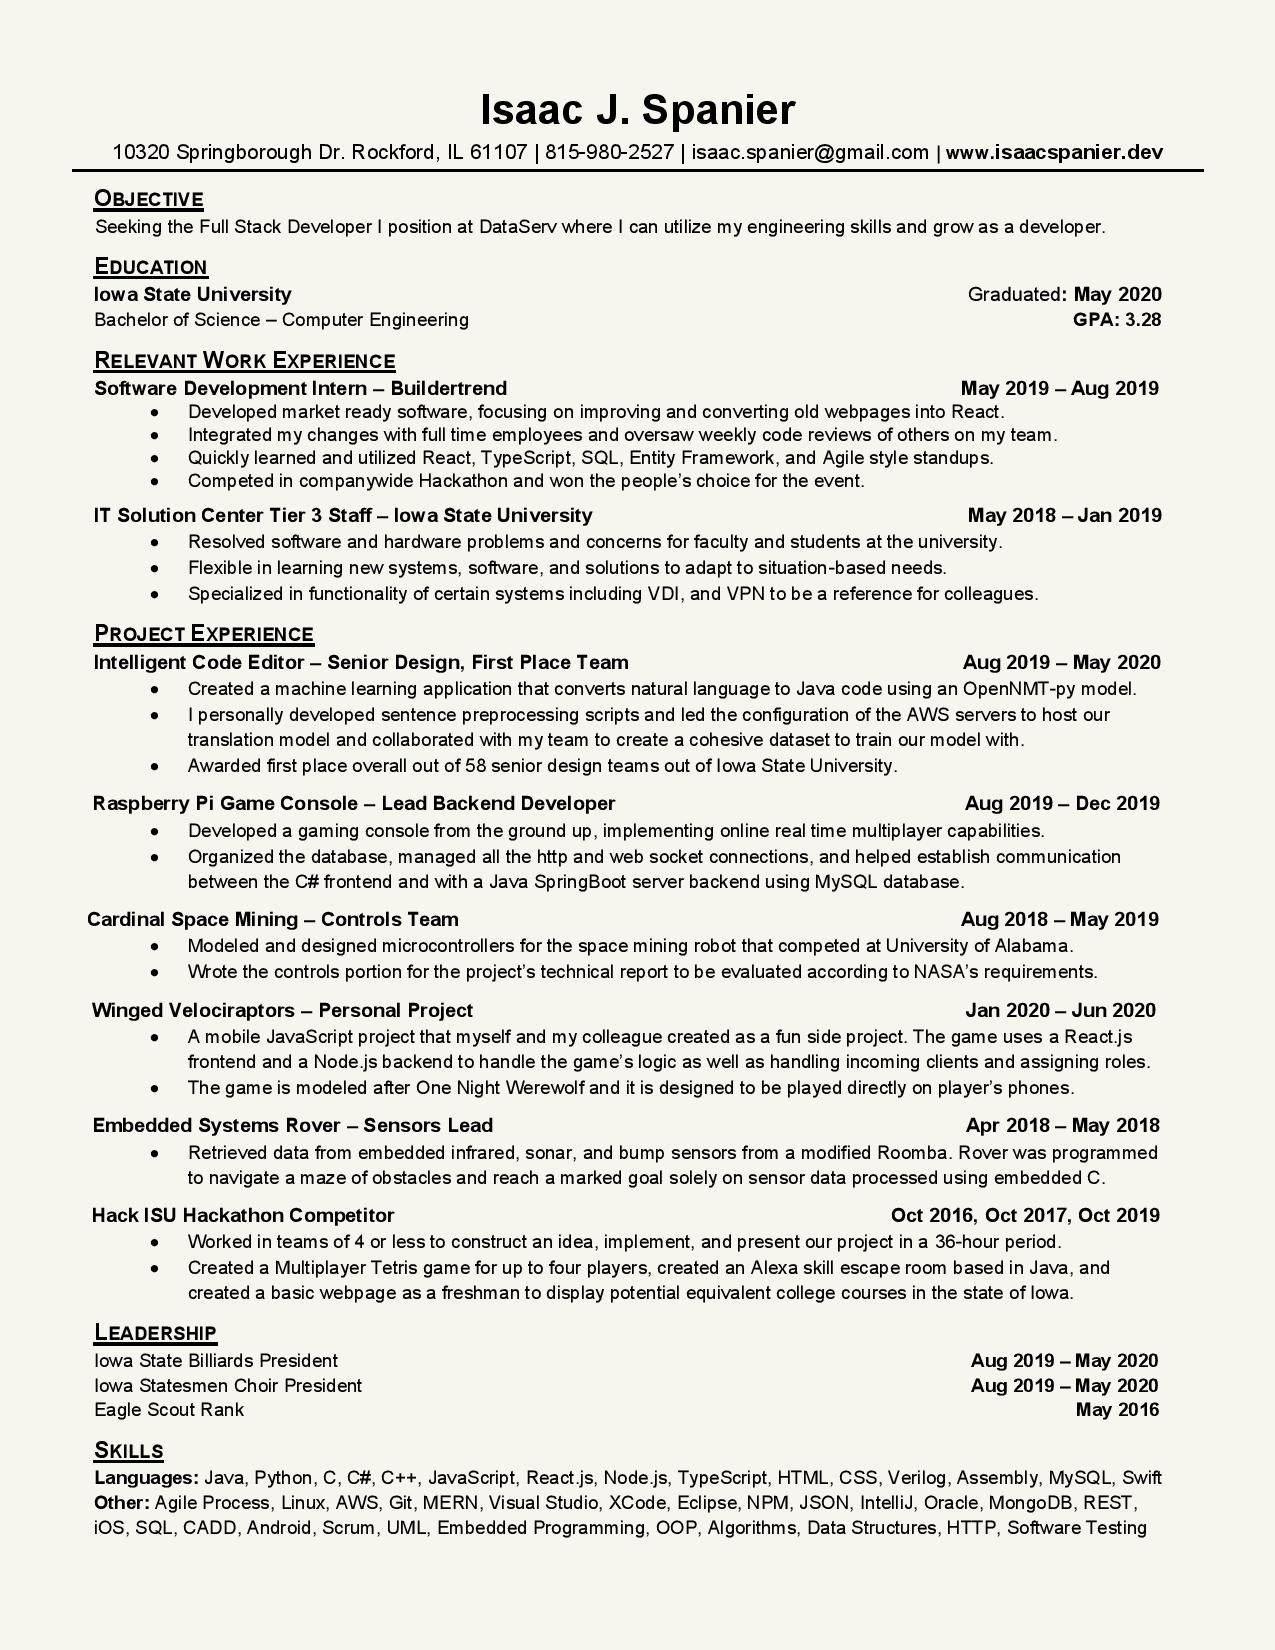 Isaac J. Spanier
10320 Springborough Dr. Rockford, IL 61107 | 815-980-2527 | isaac.spanier@gmail.com | www.isaacspanier.dev
OBJECTIVE
Seeking the Full Stack Developer I position at DataServ where I can utilize my engineering skills and grow as a developer.
EDUCATION
Iowa State University Graduated: May 2020
Bachelor of Science – Computer Engineering GPA: 3.28
RELEVANT WORK EXPERIENCE
Software Development Intern – Buildertrend May 2019 – Aug 2019
• Developed market ready software, focusing on improving and converting old webpages into React.
• Integrated my changes with full time employees and oversaw weekly code reviews of others on my team.
• Quickly learned and utilized React, TypeScript, SQL, Entity Framework, and Agile style standups.
• Competed in companywide Hackathon and won the people's choice for the event.
IT Solution Center Tier 3 Staff – Iowa State University May 2018 – Jan 2019
• Resolved software and hardware problems and concerns for faculty and students at the university.
• Flexible in learning new systems, software, and solutions to adapt to situation-based needs.
• Specialized in functionality of certain systems including VDI, and VPN to be a reference for colleagues.
PROJECT EXPERIENCE
Intelligent Code Editor – Senior Design, First Place Team Aug 2019 – May 2020
• Created a machine learning application that converts natural language to Java code using an OpenNMT-py model.
• I personally developed sentence preprocessing scripts and led the configuration of the AWS servers to host our
translation model and collaborated with my team to create a cohesive dataset to train our model with.
• Awarded first place overall out of 58 senior design teams out of Iowa State University.
Raspberry Pi Game Console – Lead Backend Developer Aug 2019 – Dec 2019
• Developed a gaming console from the ground up, implementing online real time multiplayer capabilities.
• Organized the database, managed all the http and web socket connections, and helped establish communication
between the C# frontend and with a Java SpringBoot server backend using MySQL database.
Cardinal Space Mining – Controls Team Aug 2018 – May 2019
• Modeled and designed microcontrollers for the space mining robot that competed at University of Alabama.
• Wrote the controls portion for the project's technical report to be evaluated according to NASA's requirements.
Winged Velociraptors – Personal Project Jan 2020 – Jun 2020
• A mobile JavaScript project that myself and my colleague created as a fun side project. The game uses a React.js
frontend and a Node.js backend to handle the game's logic as well as handling incoming clients and assigning roles.
• The game is modeled after One Night Werewolf and it is designed to be played directly on player's phones.
Embedded Systems Rover – Sensors Lead Apr 2018 – May 2018
• Retrieved data from embedded infrared, sonar, and bump sensors from a modified Roomba. Rover was programmed
to navigate a maze of obstacles and reach a marked goal solely on sensor data processed using embedded C.
Hack ISU Hackathon Competitor Oct 2016, Oct 2017, Oct 2019
• Worked in teams of 4 or less to construct an idea, implement, and present our project in a 36-hour period.
• Created a Multiplayer Tetris game for up to four players, created an Alexa skill escape room based in Java, and
created a basic webpage as a freshman to display potential equivalent college courses in the state of Iowa.
LEADERSHIP
Iowa State Billiards President Aug 2019 – May 2020
Iowa Statesmen Choir President Aug 2019 – May 2020
Eagle Scout Rank May 2016
SKILLS
Languages: Java, Python, C, C#, C++, JavaScript, React.js, Node.js, TypeScript, HTML, CSS, Verilog, Assembly, MySQL, Swift
Other: Agile Process, Linux, AWS, Git, MERN, Visual Studio, XCode, Eclipse, NPM, JSON, IntelliJ, Oracle, MongoDB, REST,
iOS, SQL, CADD, Android, Scrum, UML, Embedded Programming, OOP, Algorithms, Data Structures, HTTP, Software Testing